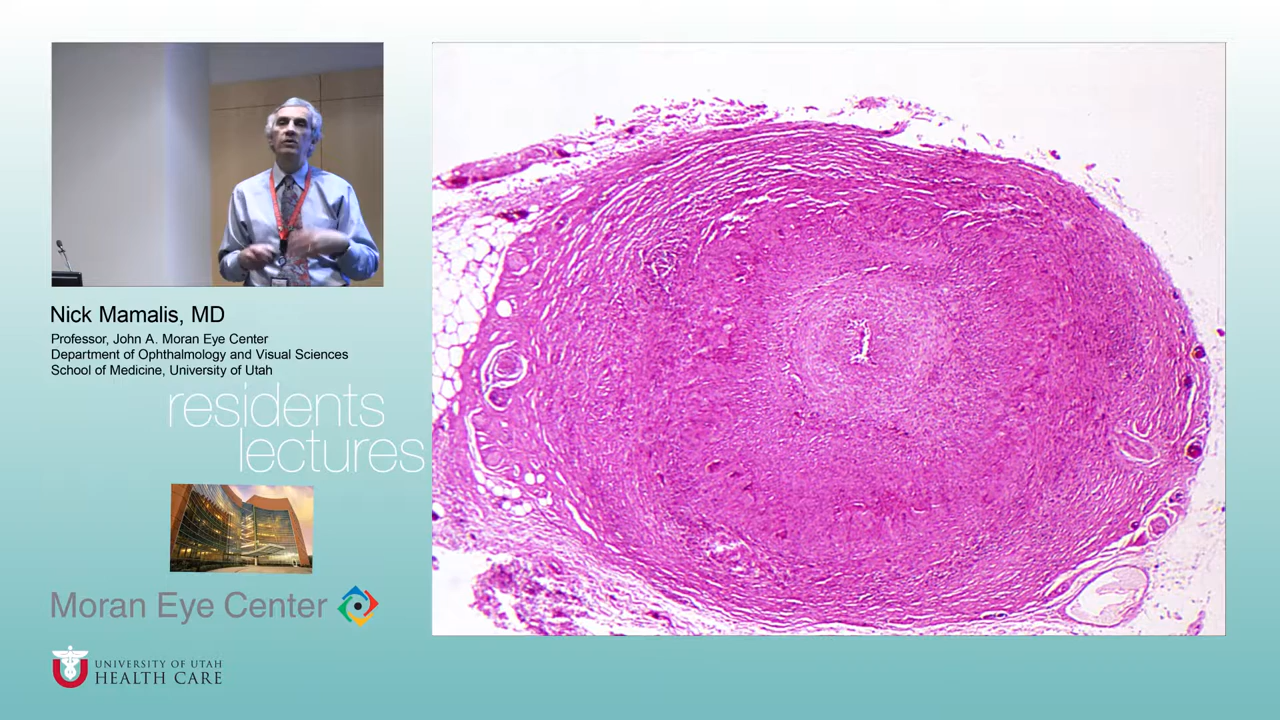 Nick Mamalis, MD
Professor, John A. Moran Eye Center
Department of Ophthalmology and Visual Sciences
School of Medicine, University of Utah
residents
lectures
Moran Eye Center
UNIVERSITY OF UTAH
HEALTH CARE